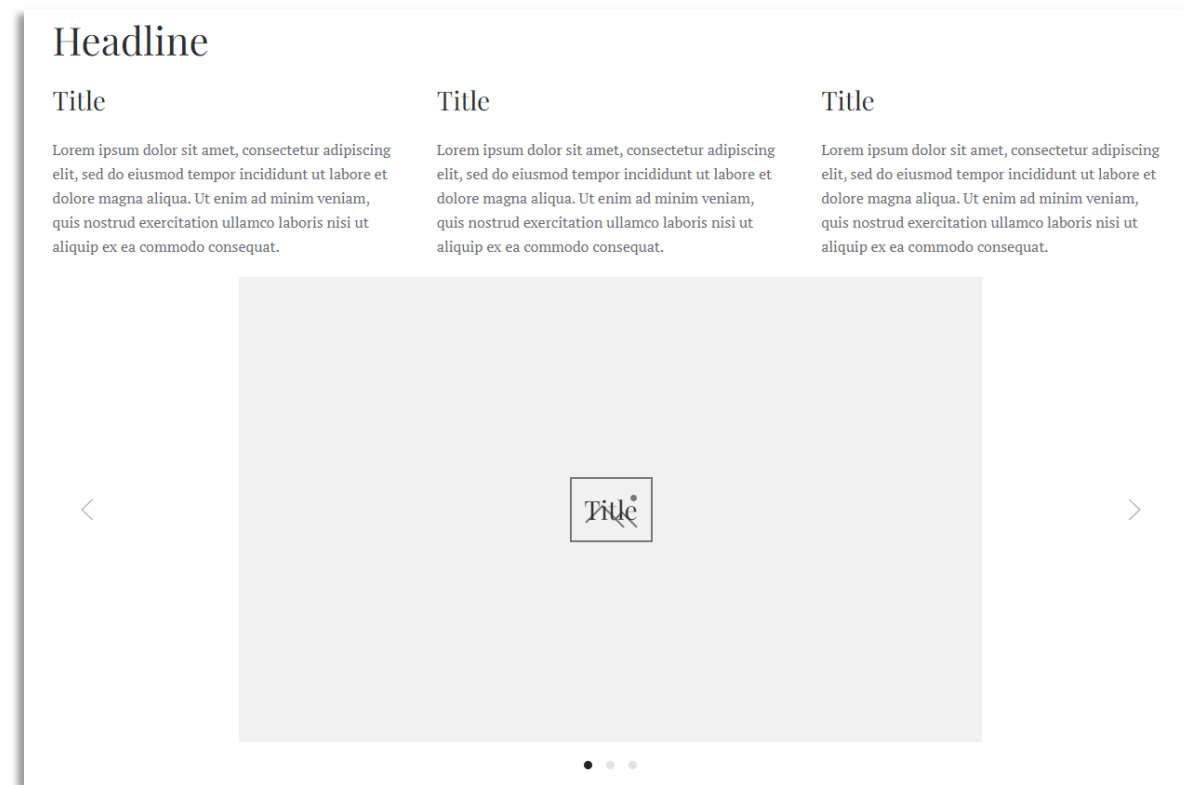 Headline
Title
Lorem ipsum dolor sit amet, consectetur adipiscing
elit, sed do eiusmod tempor incididunt ut labore et
dolore magna aliqua. Ut enim ad minim veniam,
quis nostrud exercitation ullamco laboris nisi ut
aliquip ex ea commodo consequat.
Title
Lorem ipsum dolor sit amet, consectetur adipiscing
elit, sed do eiusmod tempor incididunt ut labore et
dolore magna aliqua. Ut enim ad minim veniam,
quis nostrud exercitation ullamco laboris nisi ut
aliquip ex ea commodo consequat.
Title
Lorem ipsum dolor sit amet, consectetur adipiscing
elit, sed do eiusmod tempor incididunt ut labore et
dolore magna aliqua. Ut enim ad minim veniam,
quis nostrud exercitation ullamco laboris nisi ut
aliquip ex ea commodo consequat.
Title